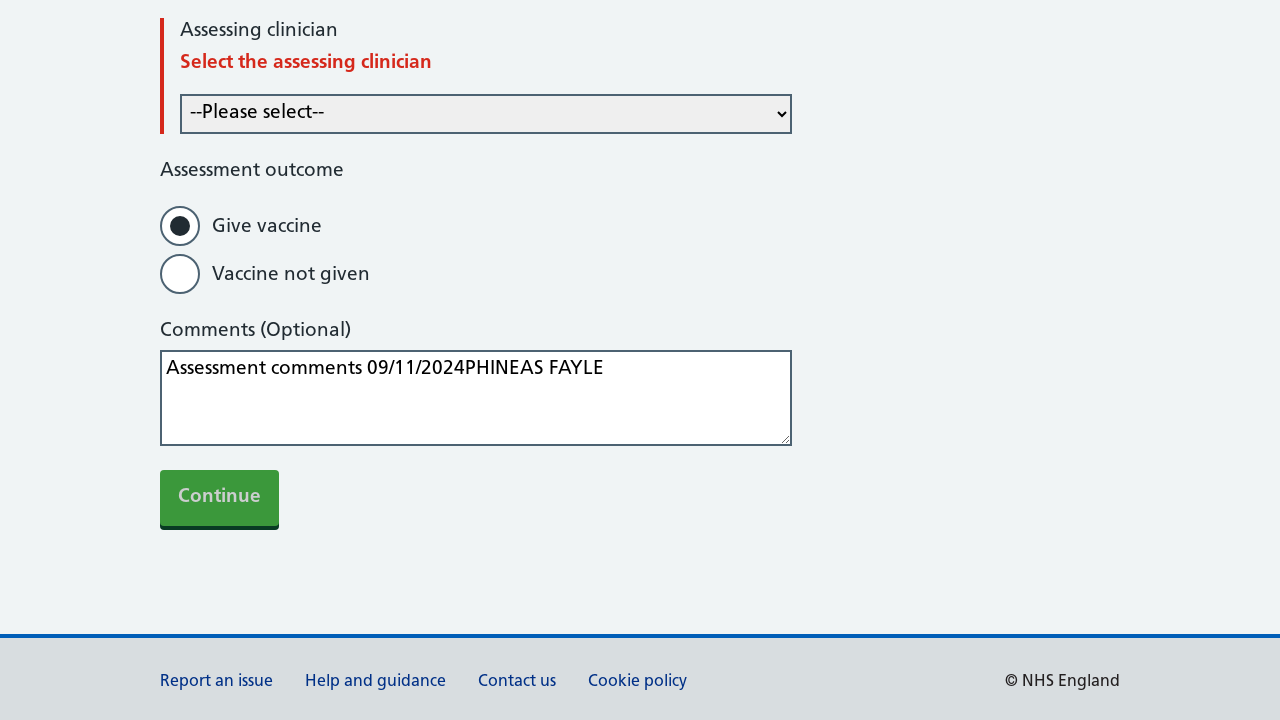 Assessing clinician
Select the assessing clinician
--Please select--
Assessment outcome
Give vaccine
Vaccine not given
Comments (Optional)
Assessment comments 09/11/2024PHINEAS FAYLE
Continue
Report an issue Help and guidance Contact us Cookie policy © NHS England